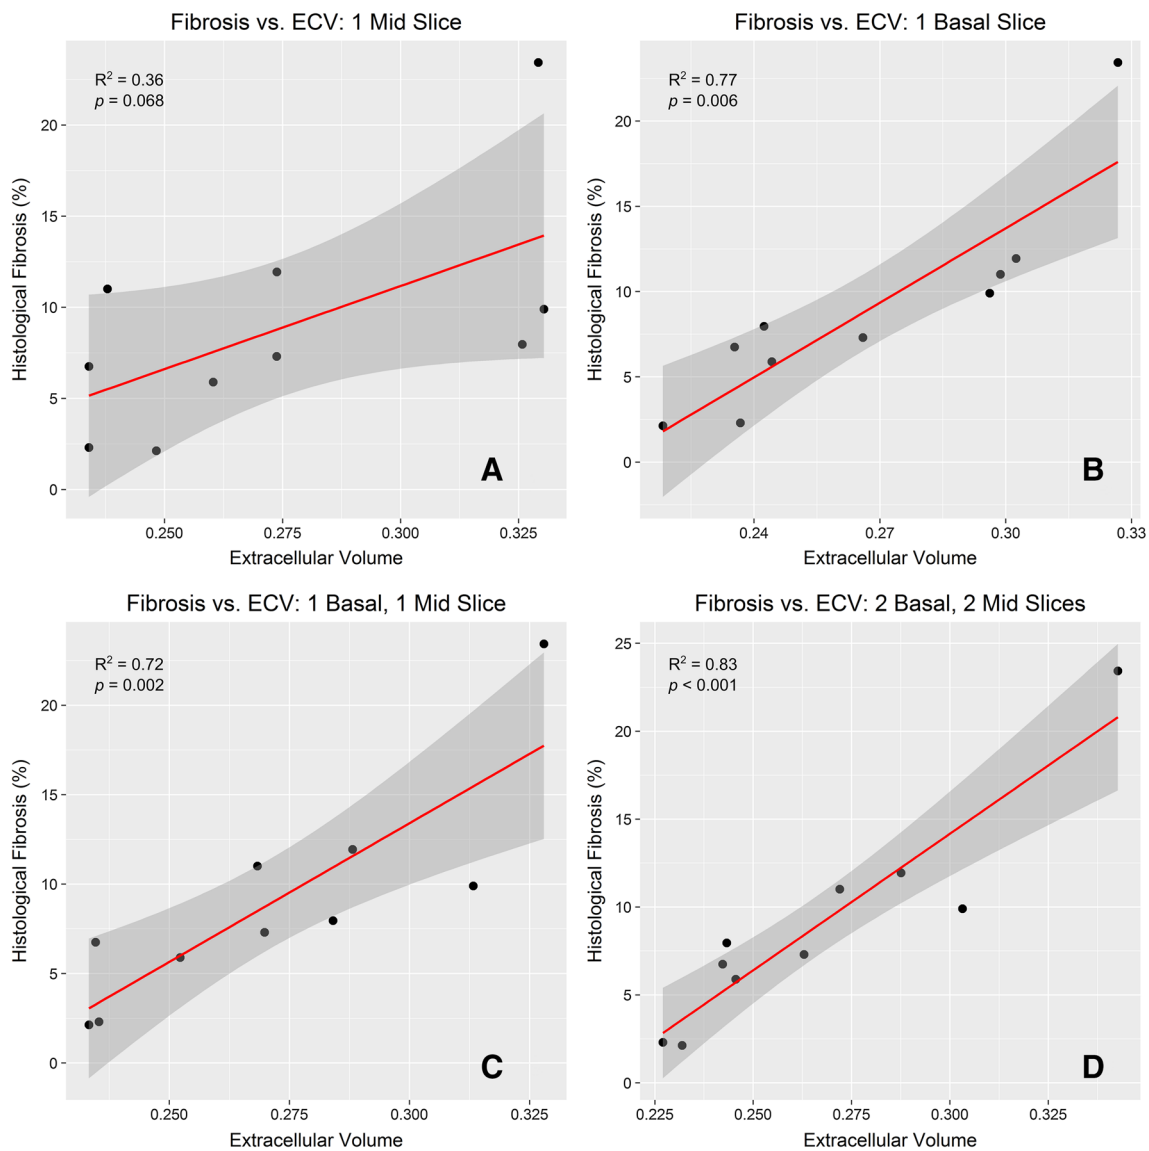 Fibrosis vs. ECV: 1 Mid Slice
R² = 0.36
p = 0.068
Histological Fibrosis (%)
20
15
10
5
0
A
0.250 0.275 0.300 0.325
Extracellular Volume
Fibrosis vs. ECV: 1 Basal Slice
R² = 0.77
p = 0.006
Histological Fibrosis (%)
20
15
10
5
0
B
0.24 0.27 0.30 0.33
Extracellular Volume
Fibrosis vs. ECV: 1 Basal, 1 Mid Slice
R² = 0.72
p = 0.002
Histological Fibrosis (%)
20
15
10
5
0
C
0.250 0.275 0.300 0.325
Extracellular Volume
Fibrosis vs. ECV: 2 Basal, 2 Mid Slices
R² = 0.83
p < 0.001
Histological Fibrosis (%)
25
20
15
10
5
0
D
0.225 0.250 0.275 0.300 0.325
Extracellular Volume